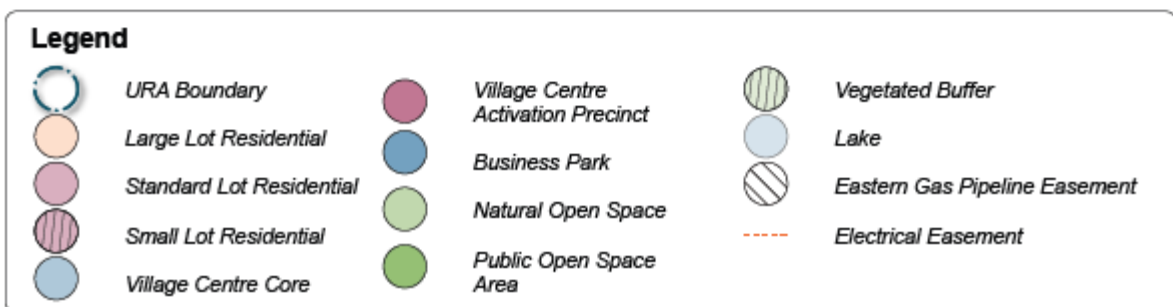 Legend
URA Boundary
Large Lot Residential
Standard Lot Residential
Small Lot Residential
Village Centre Core
Village Centre
Activation Precinct
Business Park
Natural Open Space
Public Open Space
Area
Vegetated Buffer
Lake
Eastern Gas Pipeline Easement
Electrical Easement